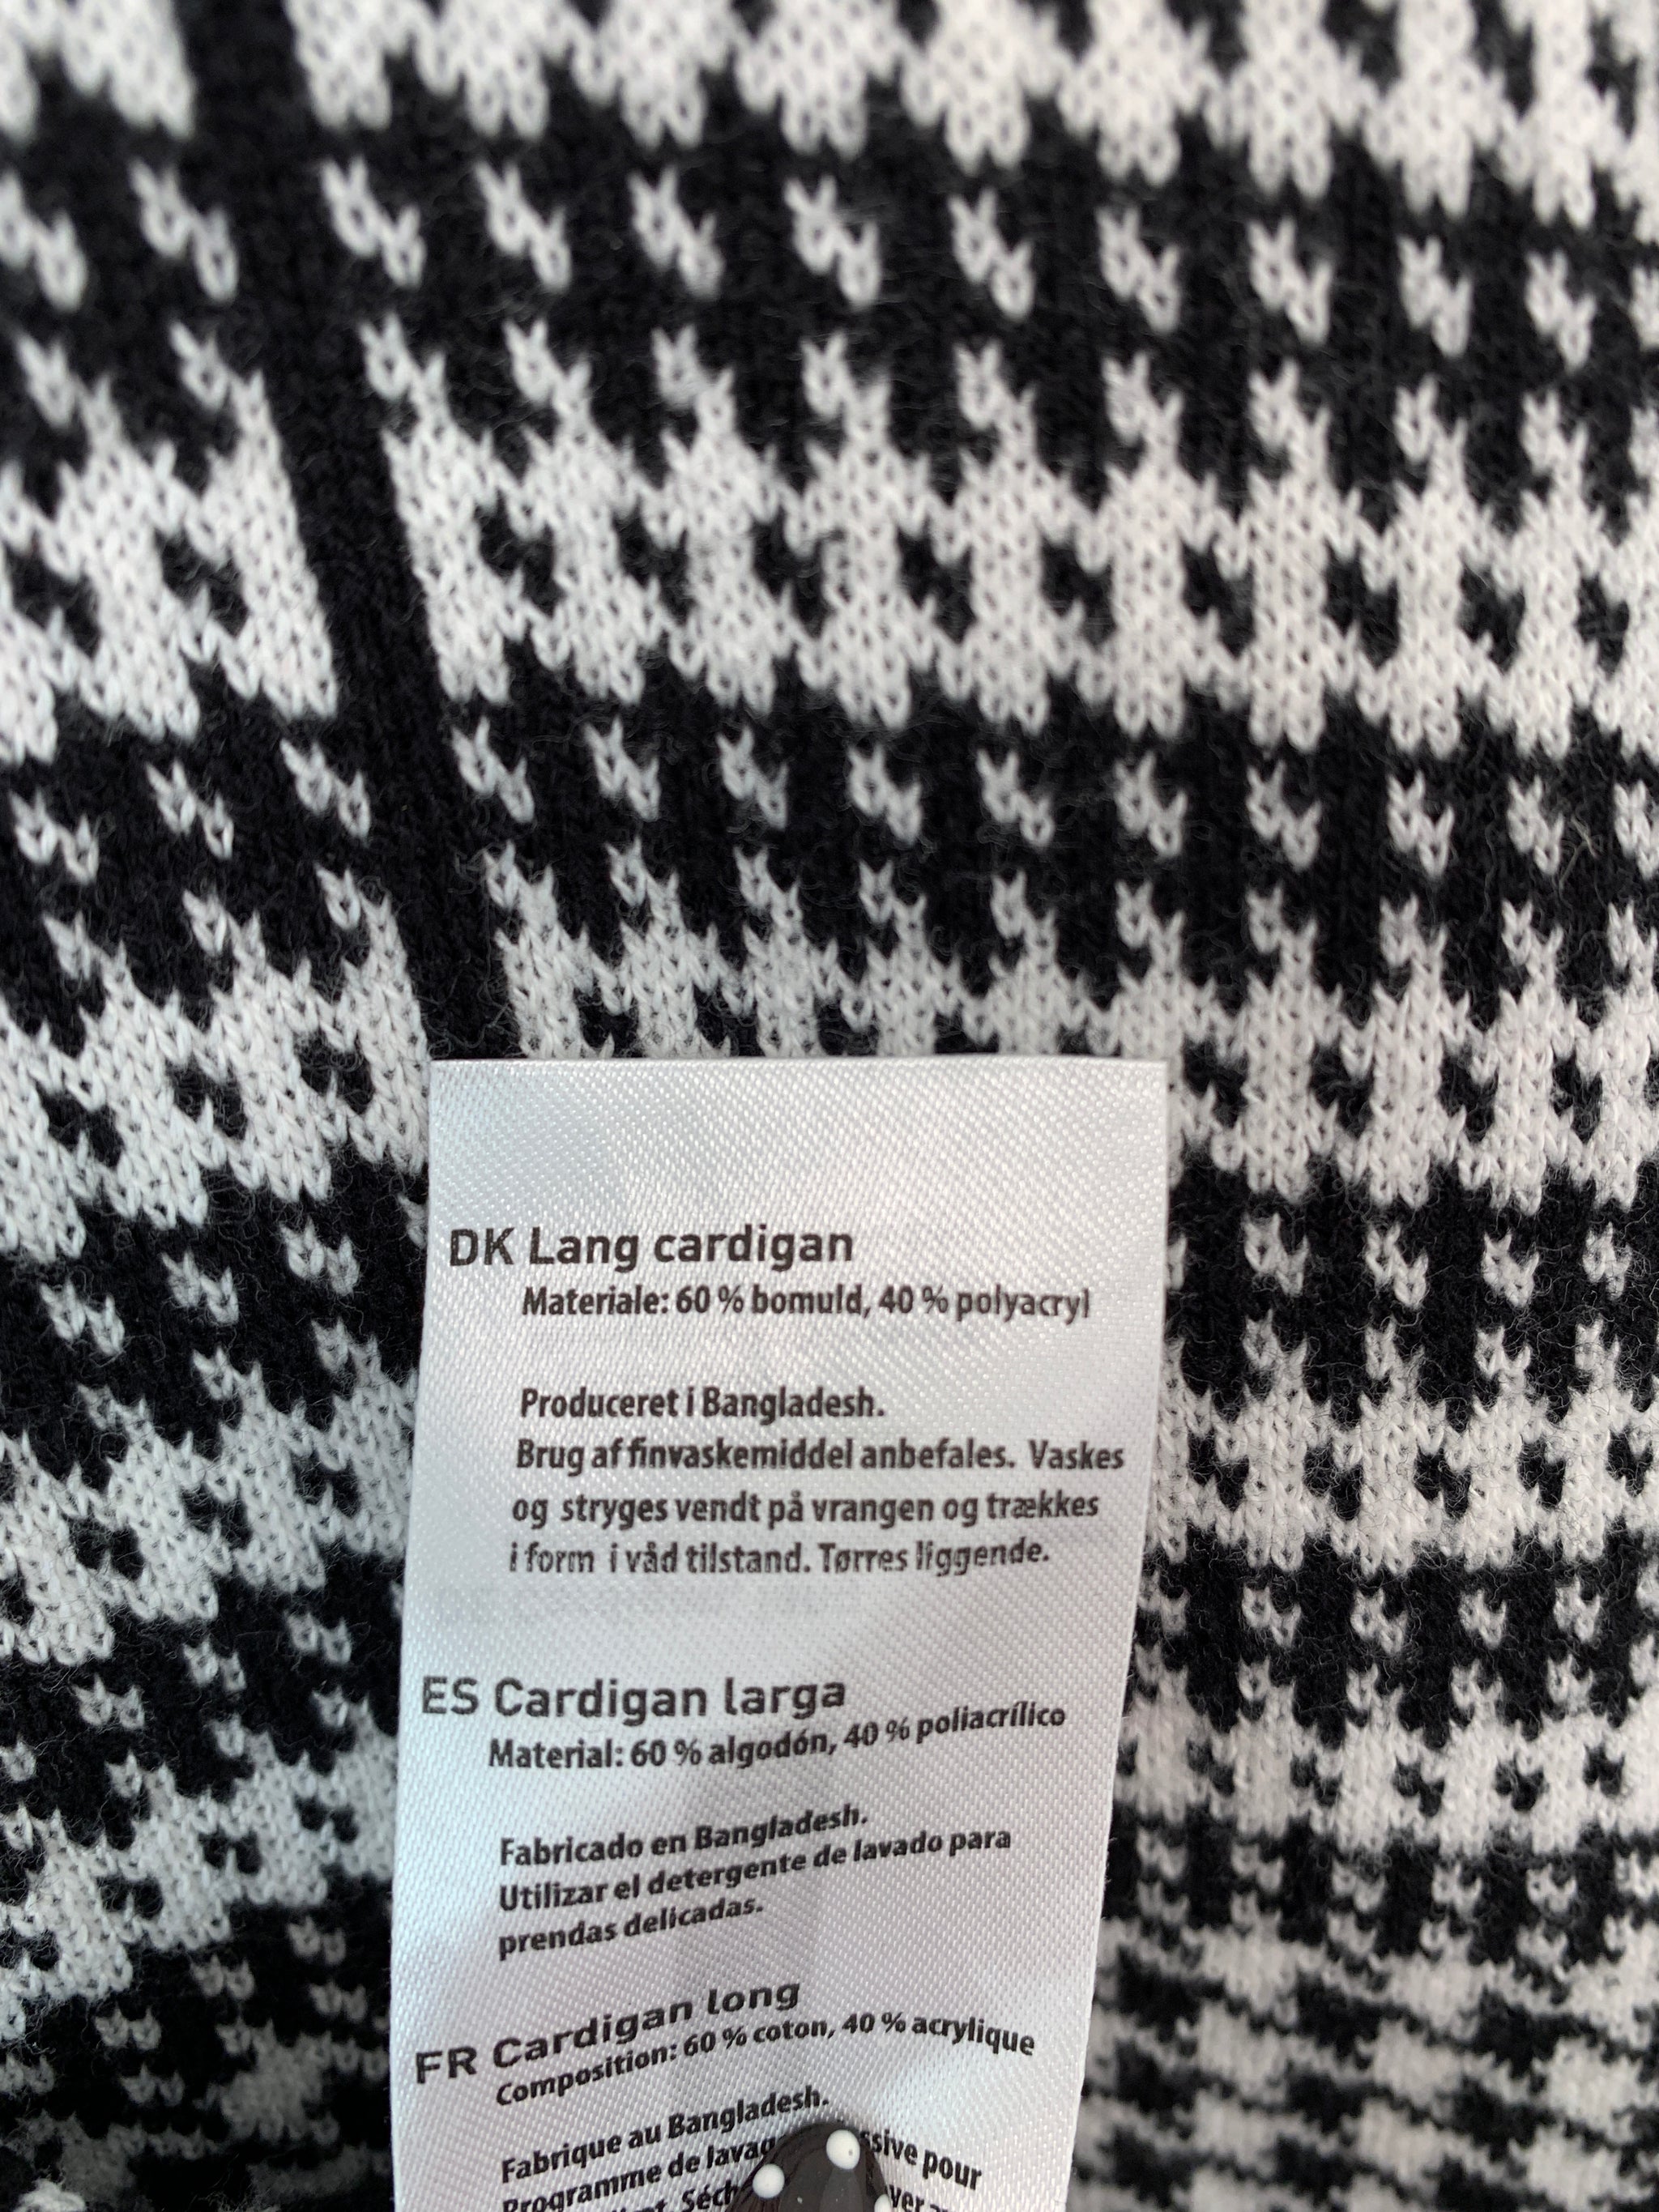 DK Lang cardigan
Materiale: 60 % bomuld, 40 % polyacryl
Produceret i Bangladesh.
Brug af finvaskemiddel anbefales. Vaskes
og stryges vendt på vrangen og trækkes
i form i våd tilstand. Tørres liggende.
ES Cardigan larga
Material: 60 % algodón, 40 % poliacrílico
Fabricado en Bangladesh.
Utilizar el detergente de lavado para
prendas delicadas.
FR Cardigan long
Composition: 60 % coton, 40 % acrylique
Fabrique au Bangladesh.
Programme de pour